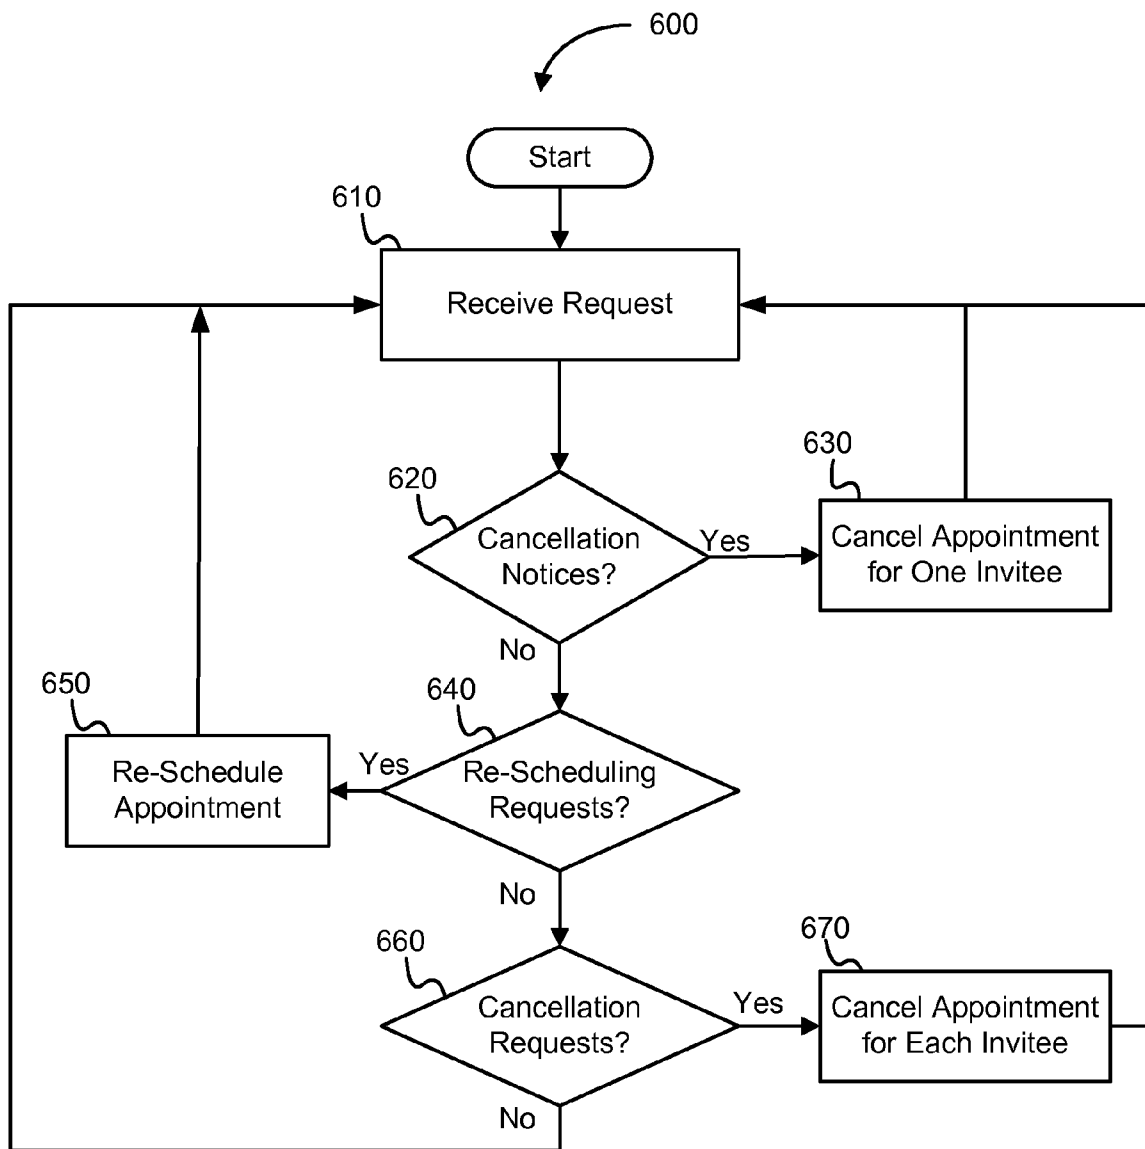 600
Start
610
Receive Request
620
Cancellation
Notices?
Yes
630
Cancel Appointment
for One Invitee
No
650
Re-Schedule
Appointment
Yes
640
Re-Scheduling
Requests?
No
660
Cancellation
Requests?
Yes
670
Cancel Appointment
for Each Invitee
No